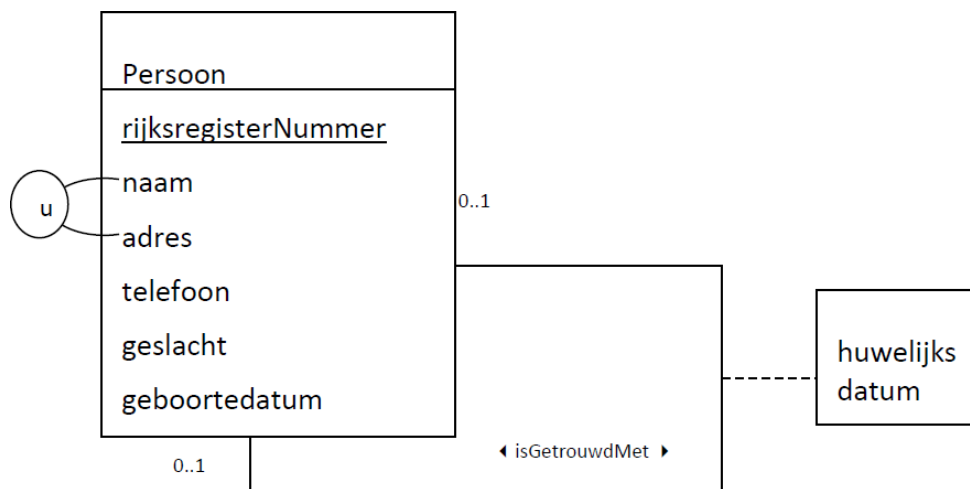 Persoon
rijksregisterNummer
naam
u
adres
telefoon
geslacht
geboortedatum
0..1
0..1
◄ isGetrouwdMet ►
huwelijks
datum